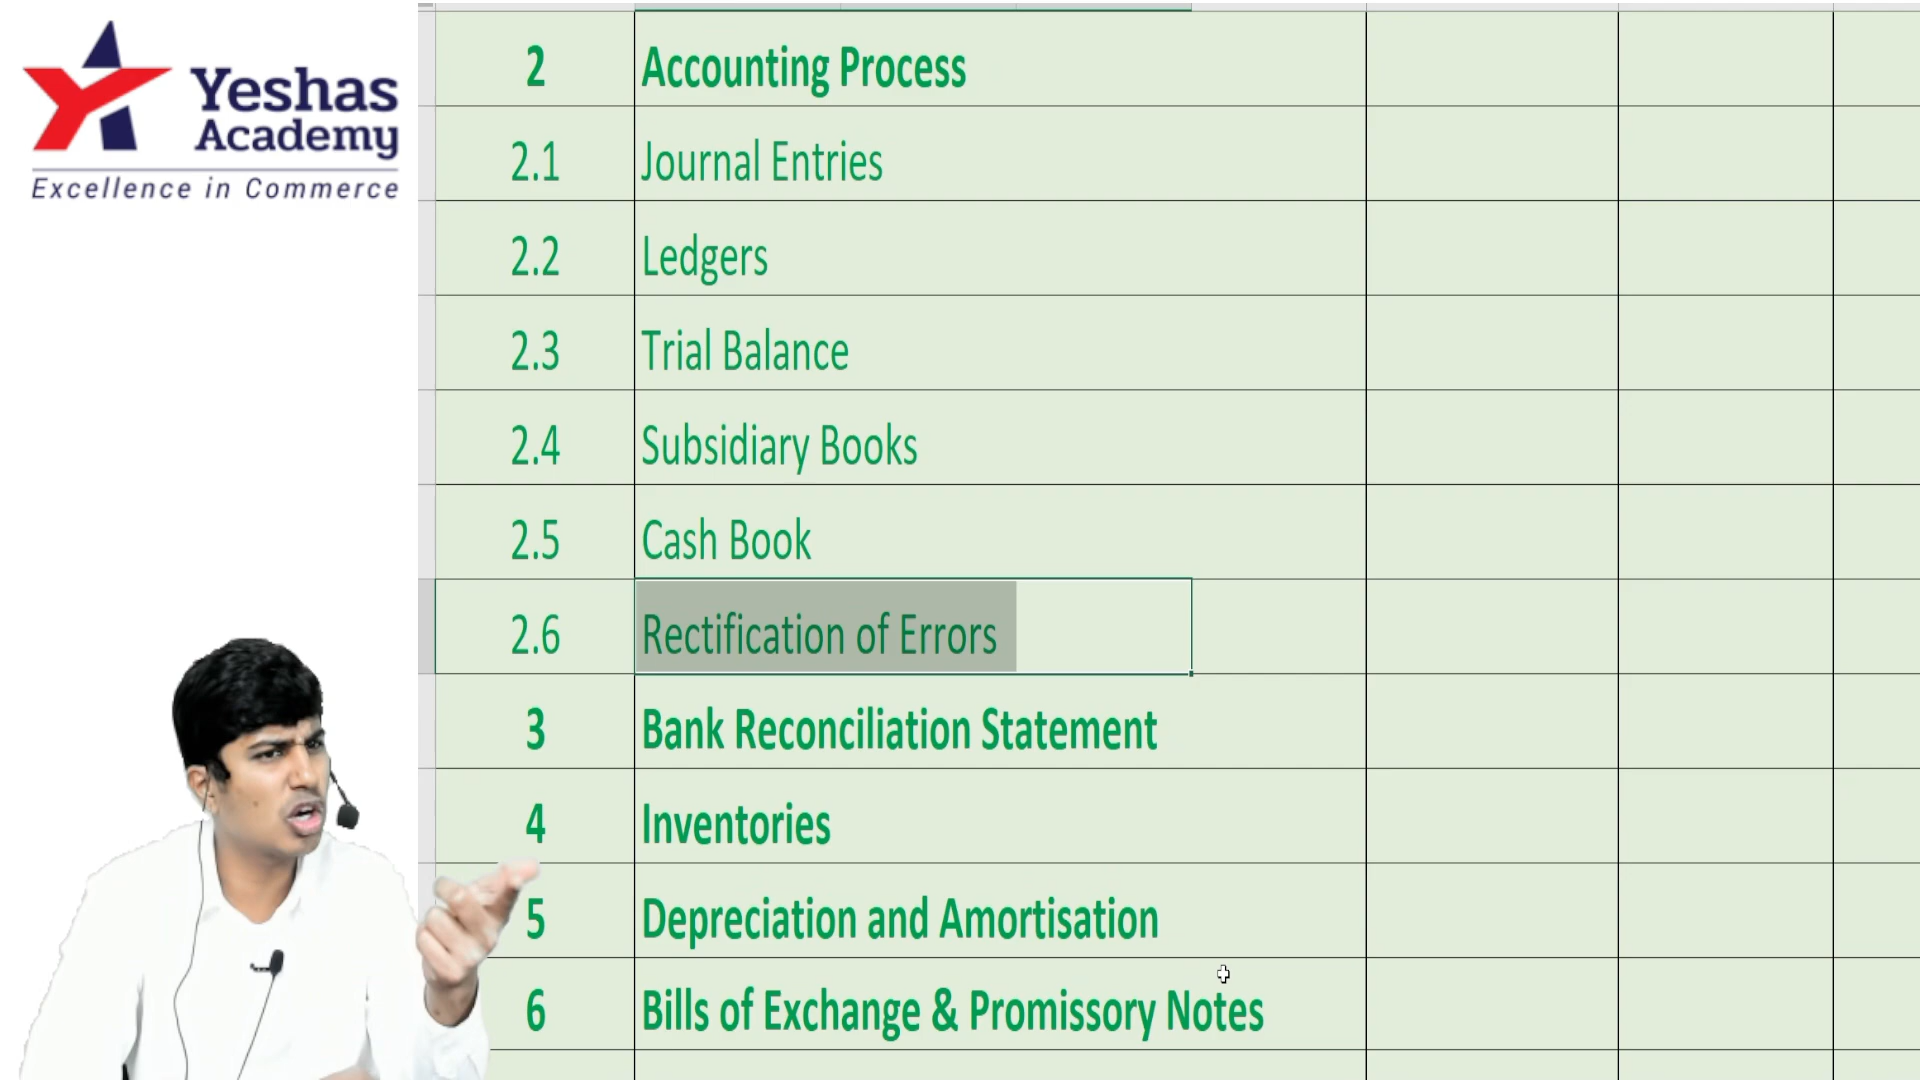 Yeshas
Academy
Excellence in Commerce
2 Accounting Process
2.1 Journal Entries
2.2 Ledgers
2.3 Trial Balance
2.4 Subsidiary Books
2.5 Cash Book
2.6 Rectification of Errors
3 Bank Reconciliation Statement
4 Inventories
5 Depreciation and Amortisation
6 Bills of Exchange & Promissory Notes